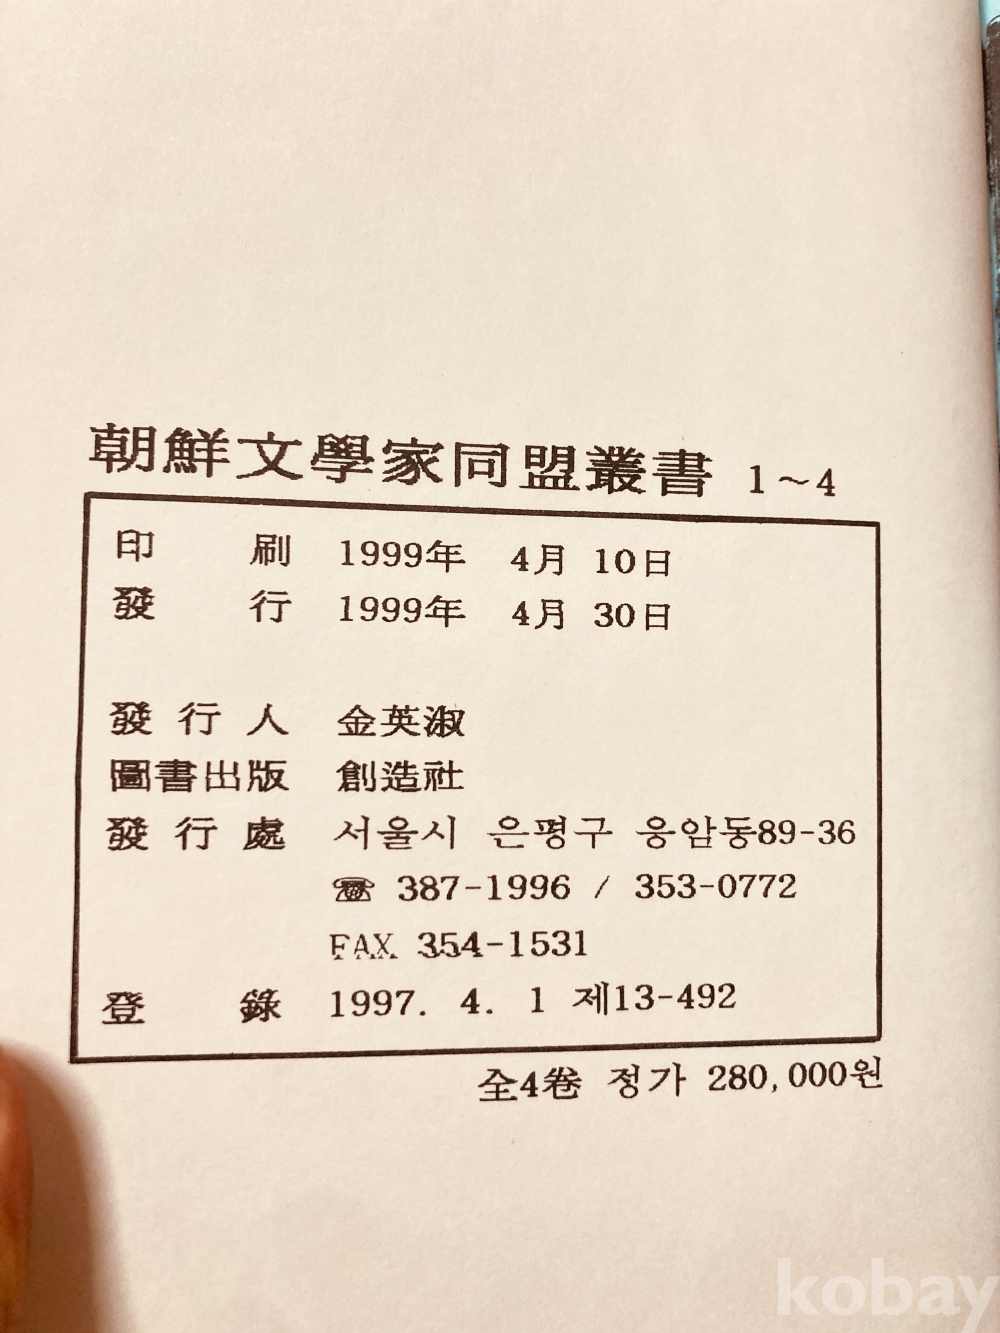 朝鮮文學家同盟叢書 1～4
印 刷 1999年 4月 10日
發 行 1999年 4月 30日
發 行 人 金英淑
圖書出版 創造社
發 行 處 서울시 은평구 응암동89-36
☎ 387-1996 / 353-0772
FAX 354-1531
登 錄 1997. 4. 1 제13-492
全4卷 정가 280,000원
kobay